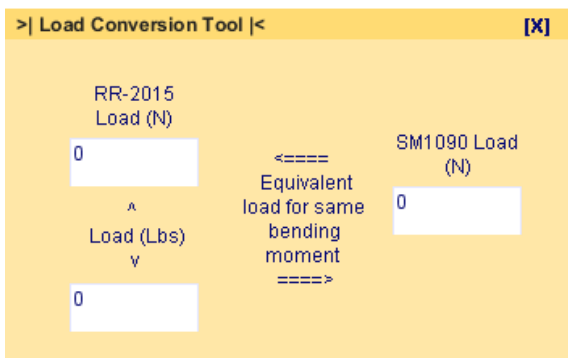 >| Load Conversion Tool |<
[X]
RR-2015
Load (N)
0
^
Load (Lbs)
v
0
<====
Equivalent
load for same
bending
moment
====>
SM1090 Load
(N)
0